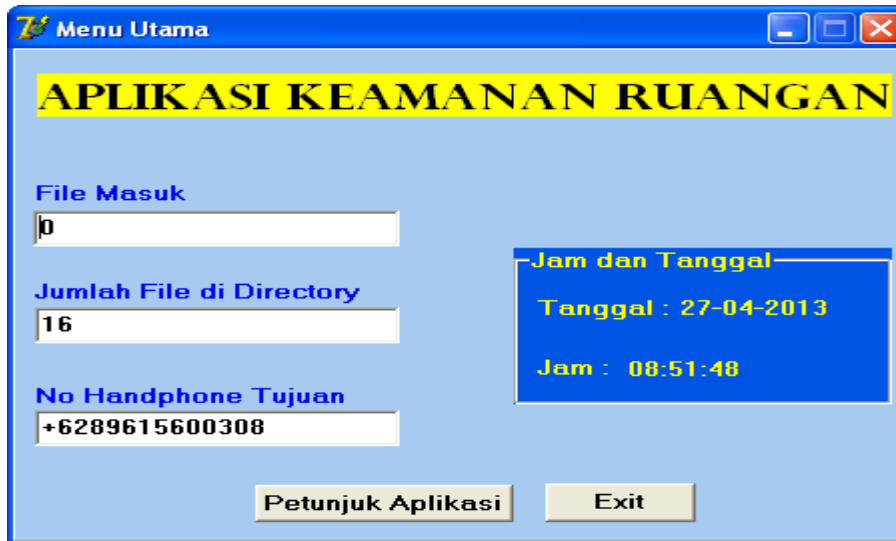 Menu Utama
APLIKASI KEAMANAN RUANGAN
File Masuk
0
Jumlah File di Directory
16
No Handphone Tujuan
+6289615600308
Jam dan Tanggal
Tanggal : 27-04-2013
Jam : 08:51:48
Petunjuk Aplikasi
Exit